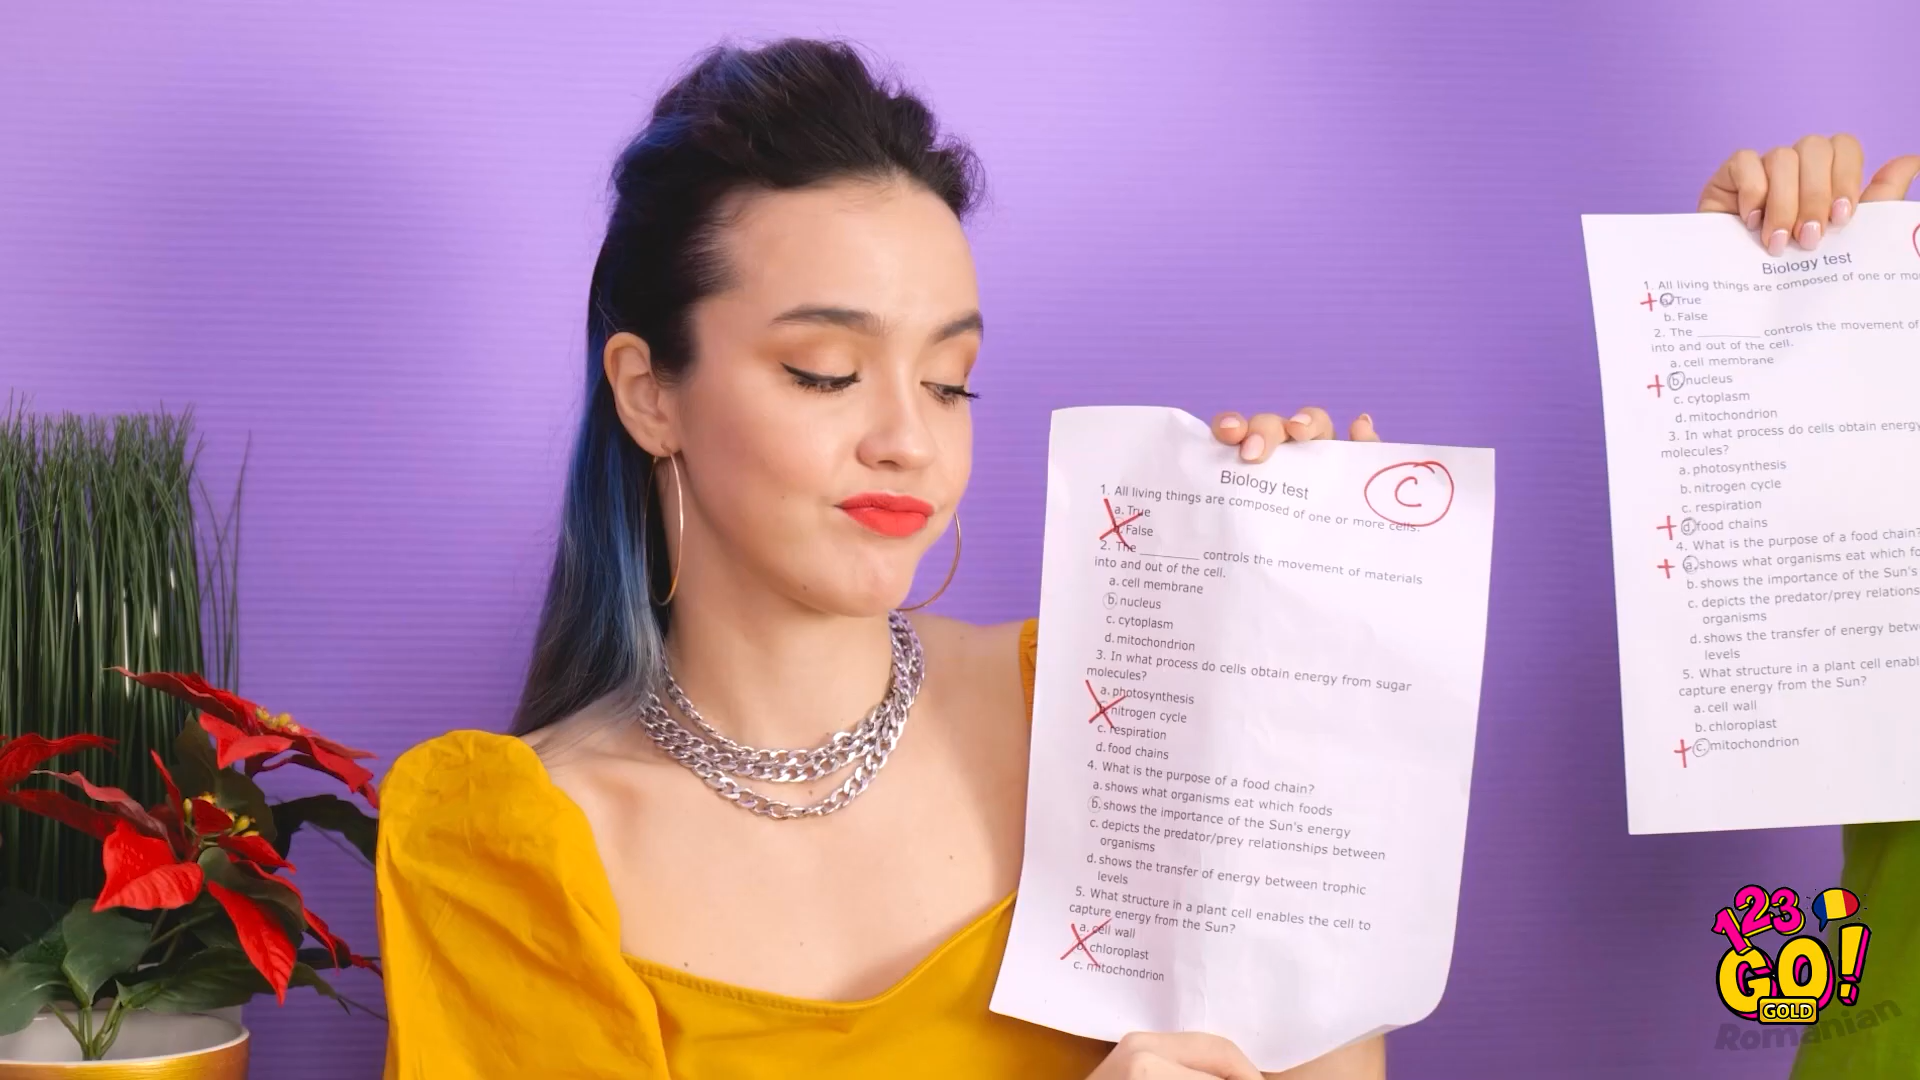 Biology test
C
1. All living things are composed of one or more cells.
a. True
False
2. The ________ controls the movement of materials
into and out of the cell.
a. cell membrane
b. nucleus
c. cytoplasm
d. mitochondrion
3. In what process do cells obtain energy from sugar
molecules?
a. photosynthesis
nitrogen cycle
c. respiration
d. food chains
4. What is the purpose of a food chain?
a. shows what organisms eat which foods
b. shows the importance of the Sun's energy
c. depicts the predator/prey relationships between
organisms
d. shows the transfer of energy between trophic
levels
5. What structure in a plant cell enables the cell to
capture energy from the Sun?
a. cell wall
b. chloroplast
c. mitochondrion
Biology test
1. All living things are composed of one or
a. True
b. False
2. The ________ controls the movement of
into and out of the cell.
a. cell membrane
b. nucleus
c. cytoplasm
d. mitochondrion
3. In what process do cells obtain energy
molecules?
a. photosynthesis
b. nitrogen cycle
c. respiration
d. food chains
4. What is the purpose of a food chain?
a. shows what organisms eat which
b. shows the importance of the Sun's
c. depicts the predator/prey
organisms
d. shows the transfer of energy
levels
5. What structure in a plant cell
capture energy from the Sun?
a. cell wall
b. chloroplast
c. mitochondrion
123
GO!
GOLD
Romanian